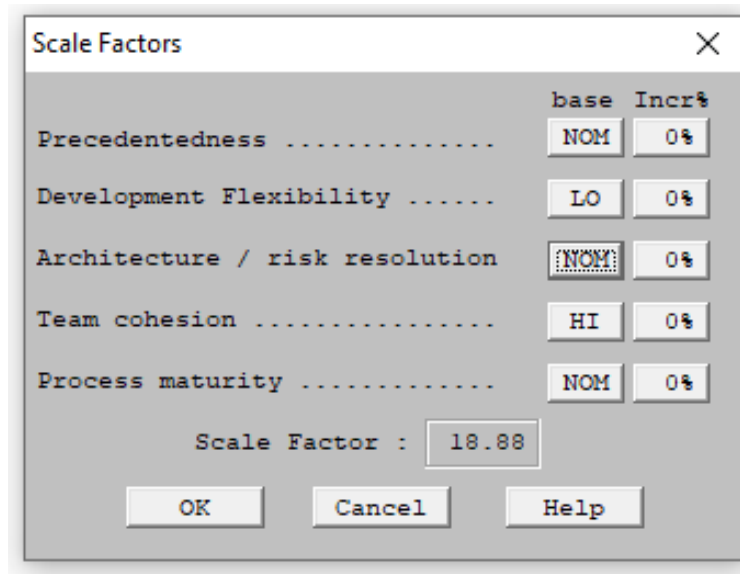 Scale Factors
base Incr%
Precedentedness .............. NOM 0%
Development Flexibility ...... LO 0%
Architecture / risk resolution NOM 0%
Team cohesion ................ HI 0%
Process maturity ............. NOM 0%
Scale Factor : 18.88
OK Cancel Help